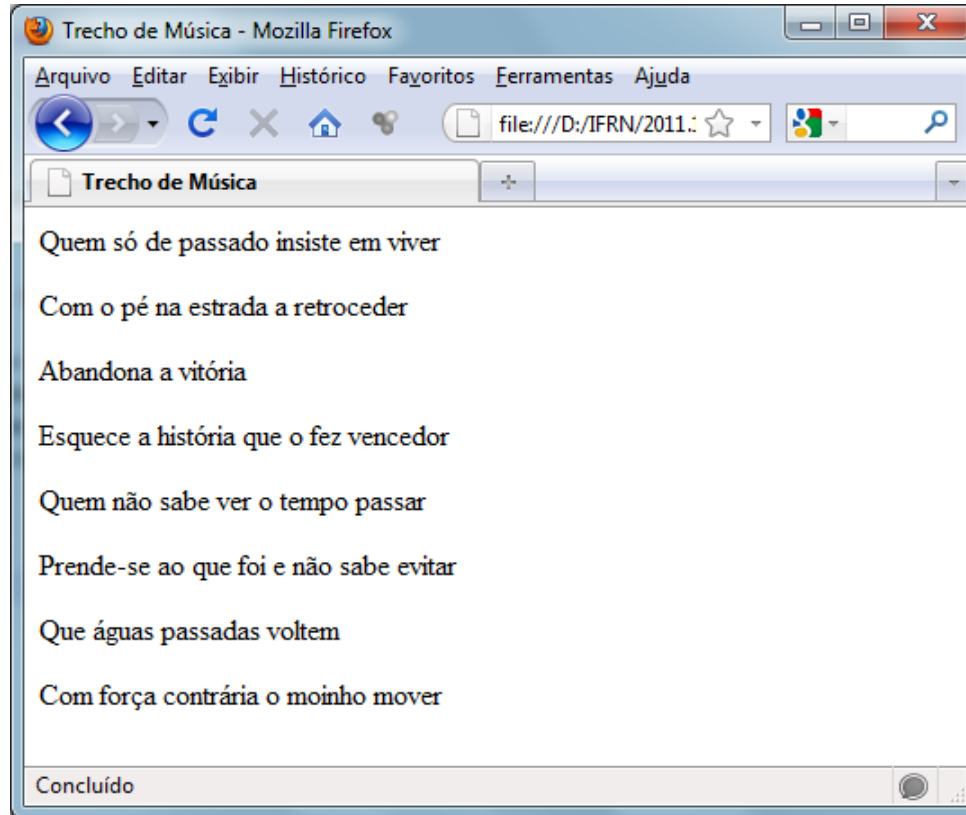 Trecho de Música - Mozilla Firefox
Arquivo Editar Exibir Histórico Favoritos Ferramentas Ajuda
file:///D:/IFRN/2011.
Trecho de Música
Quem só de passado insiste em viver
Com o pé na estrada a retroceder
Abandona a vitória
Esquece a história que o fez vencedor
Quem não sabe ver o tempo passar
Prende-se ao que foi e não sabe evitar
Que águas passadas voltem
Com força contrária o moinho mover
Concluído